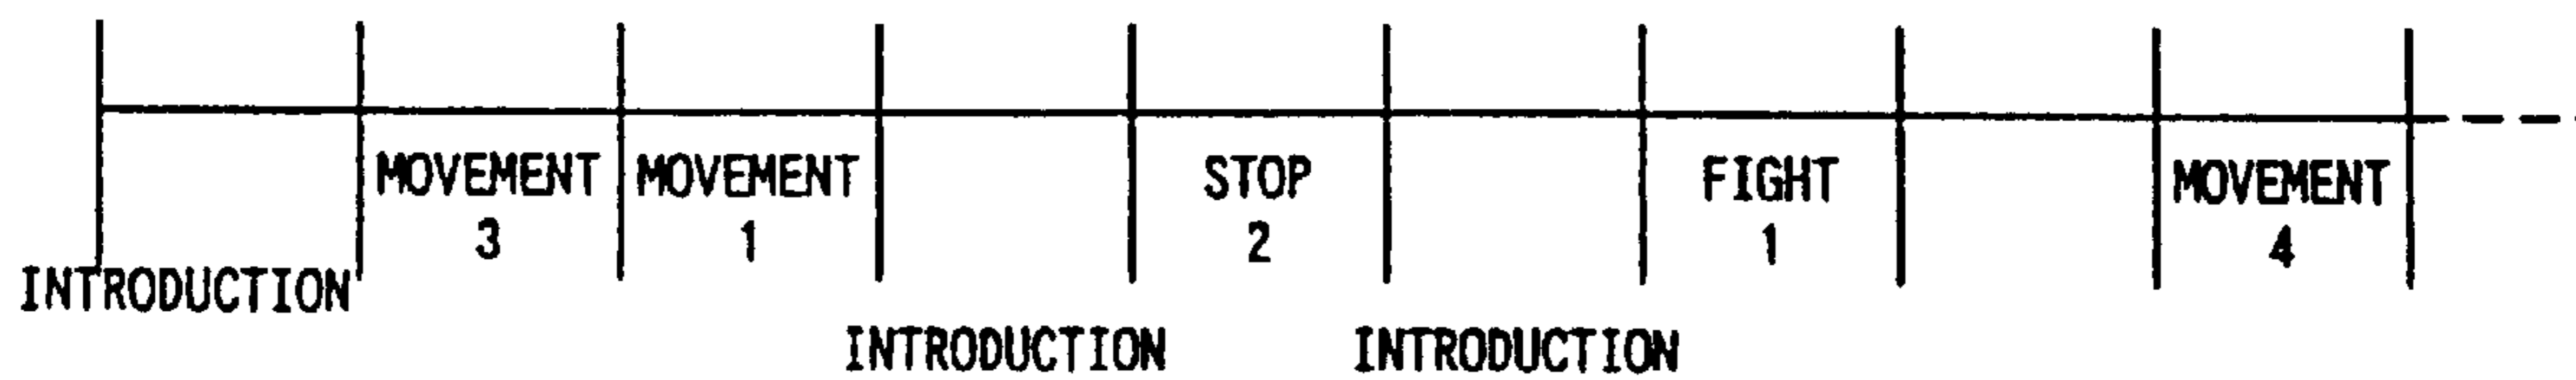 MOVEMENT MOVEMENT STOP FIGHT MOVEMENT
3 1 2 1 4
INTRODUCTION
INTRODUCTION INTRODUCTION